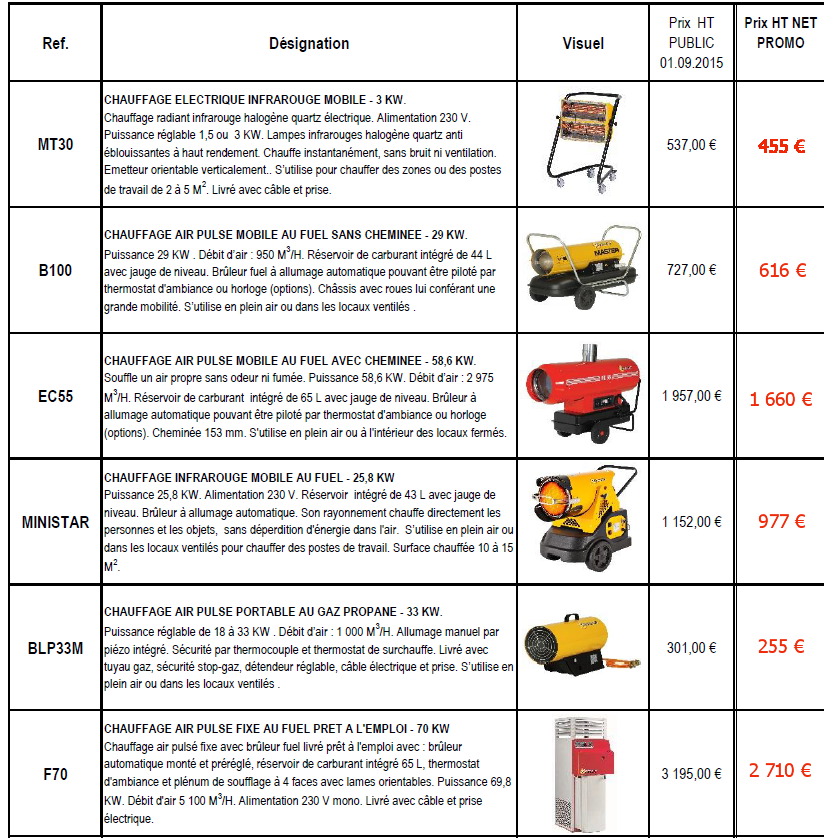 Ref.
Désignation
Visuel
Prix HT
PUBLIC
01.09.2015
Prix HT NET
PROMO
MT30
CHAUFFAGE ELECTRIQUE INFRAROUGE MOBILE - 3 KW.
Chauffage radiant infrarouge halogène quartz électrique. Alimentation 230 V.
Puissance réglable 1,5 ou 3 KW. Lampes infrarouges halogène quartz anti
éblouissantes à haut rendement. Chauffe instantanément, sans bruit ni ventilation.
Emetteur orientable verticalement.. S'utilise pour chauffer des zones ou des postes
de travail de 2 à 5 M². Livré avec câble et prise.
537,00 €
455 €
B100
CHAUFFAGE AIR PULSE MOBILE AU FUEL SANS CHEMINEE - 29 KW.
Puissance 29 KW . Débit d'air : 950 M³/H. Réservoir de carburant intégré de 44 L
avec jauge de niveau. Brûleur fuel à allumage automatique pouvant être piloté par
thermostat d'ambiance ou horloge (options). Châssis avec roues lui conférant une
grande mobilité. S'utilise en plein air ou dans les locaux ventilés .
MASTER
727,00 €
616 €
EC55
CHAUFFAGE AIR PULSE MOBILE AU FUEL AVEC CHEMINEE - 58,6 KW.
Souffle un air propre sans odeur ni fumée. Puissance 58,6 KW. Débit d'air : 2 975
M³/H. Réservoir de carburant intégré de 65 L avec jauge de niveau. Brûleur à
allumage automatique pouvant être piloté par thermostat d'ambiance ou horloge
(options). Cheminée 153 mm. S'utilise en plein air ou à l'intérieur des locaux fermés.
1 957,00 €
1 660 €
MINISTAR
CHAUFFAGE INFRAROUGE MOBILE AU FUEL - 25,8 KW
Puissance 25,8 KW. Alimentation 230 V. Réservoir intégré de 43 L avec jauge de
niveau. Brûleur à allumage automatique. Son rayonnement chauffe directement les
personnes et les objets, sans déperdition d'énergie dans l'air. S'utilise en plein air ou
dans les locaux ventilés pour chauffer des postes de travail. Surface chauffée 10 à 15
M².
1 152,00 €
977 €
BLP33M
CHAUFFAGE AIR PULSE PORTABLE AU GAZ PROPANE - 33 KW.
Puissance réglable de 18 à 33 KW . Débit d'air : 1 000 M³/H. Allumage manuel par
piézo intégré. Sécurité par thermocouple et thermostat de surchauffe. Livré avec
tuyau gaz, sécurité stop-gaz, détendeur réglable, câble électrique et prise. S'utilise en
plein air ou dans les locaux ventilés .
301,00 €
255 €
F70
CHAUFFAGE AIR PULSE FIXE AU FUEL PRET A L'EMPLOI - 70 KW
Chauffage air pulsé fixe avec brûleur fuel livré prêt à l'emploi avec : brûleur
automatique monté et préréglé, réservoir de carburant intégré 65 L, thermostat
d'ambiance et plénum de soufflage à 4 faces avec lames orientables. Puissance 69,8
KW. Débit d'air 5 100 M³/H. Alimentation 230 V mono. Livré avec câble et prise
électrique.
3 195,00 €
2 710 €